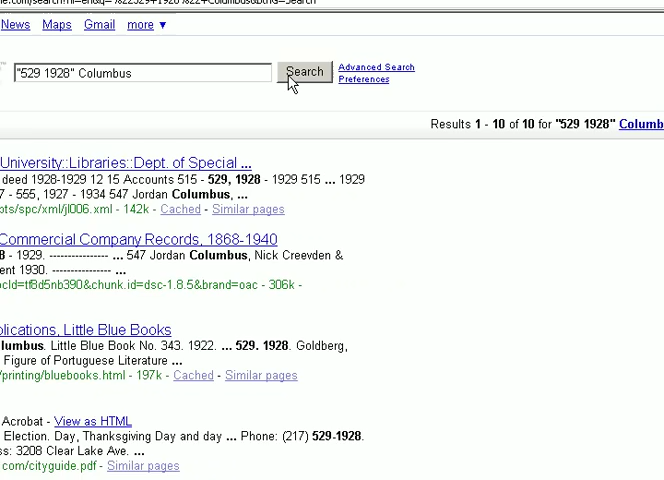 News Maps Gmail more ▼
"529 1928" Columbus Search Advanced Search
Preferences
Results 1 - 10 of 10 for "529 1928" Columb
University::Libraries::Dept. of Special ...
deed 1928-1929 12 15 Accounts 515 - 529, 1928 - 1929 515 ... 1929
7 - 555, 1927 - 1934 547 Jordan Columbus, ...
pts/spc/xml/jl006.xml - 142k - Cached - Similar pages
Commercial Company Records, 1868-1940
8 - 1929. ---------------- ... 547 Jordan Columbus, Nick Creevden &
ent 1930. ---------------- ...
ocId=tf8d5nb390&chunk.id=dsc-1.8.5&brand=oac - 306k -
blications, Little Blue Books
lumbus. Little Blue Book No. 343. 1922. ... 529. 1928. Goldberg,
Figure of Portuguese Literature ...
/printing/bluebooks.html - 197k - Cached - Similar pages
Acrobat - View as HTML
Election. Day, Thanksgiving Day and day ... Phone: (217) 529-1928.
ss: 3208 Clear Lake Ave. ...
com/cityguide.pdf - Similar pages